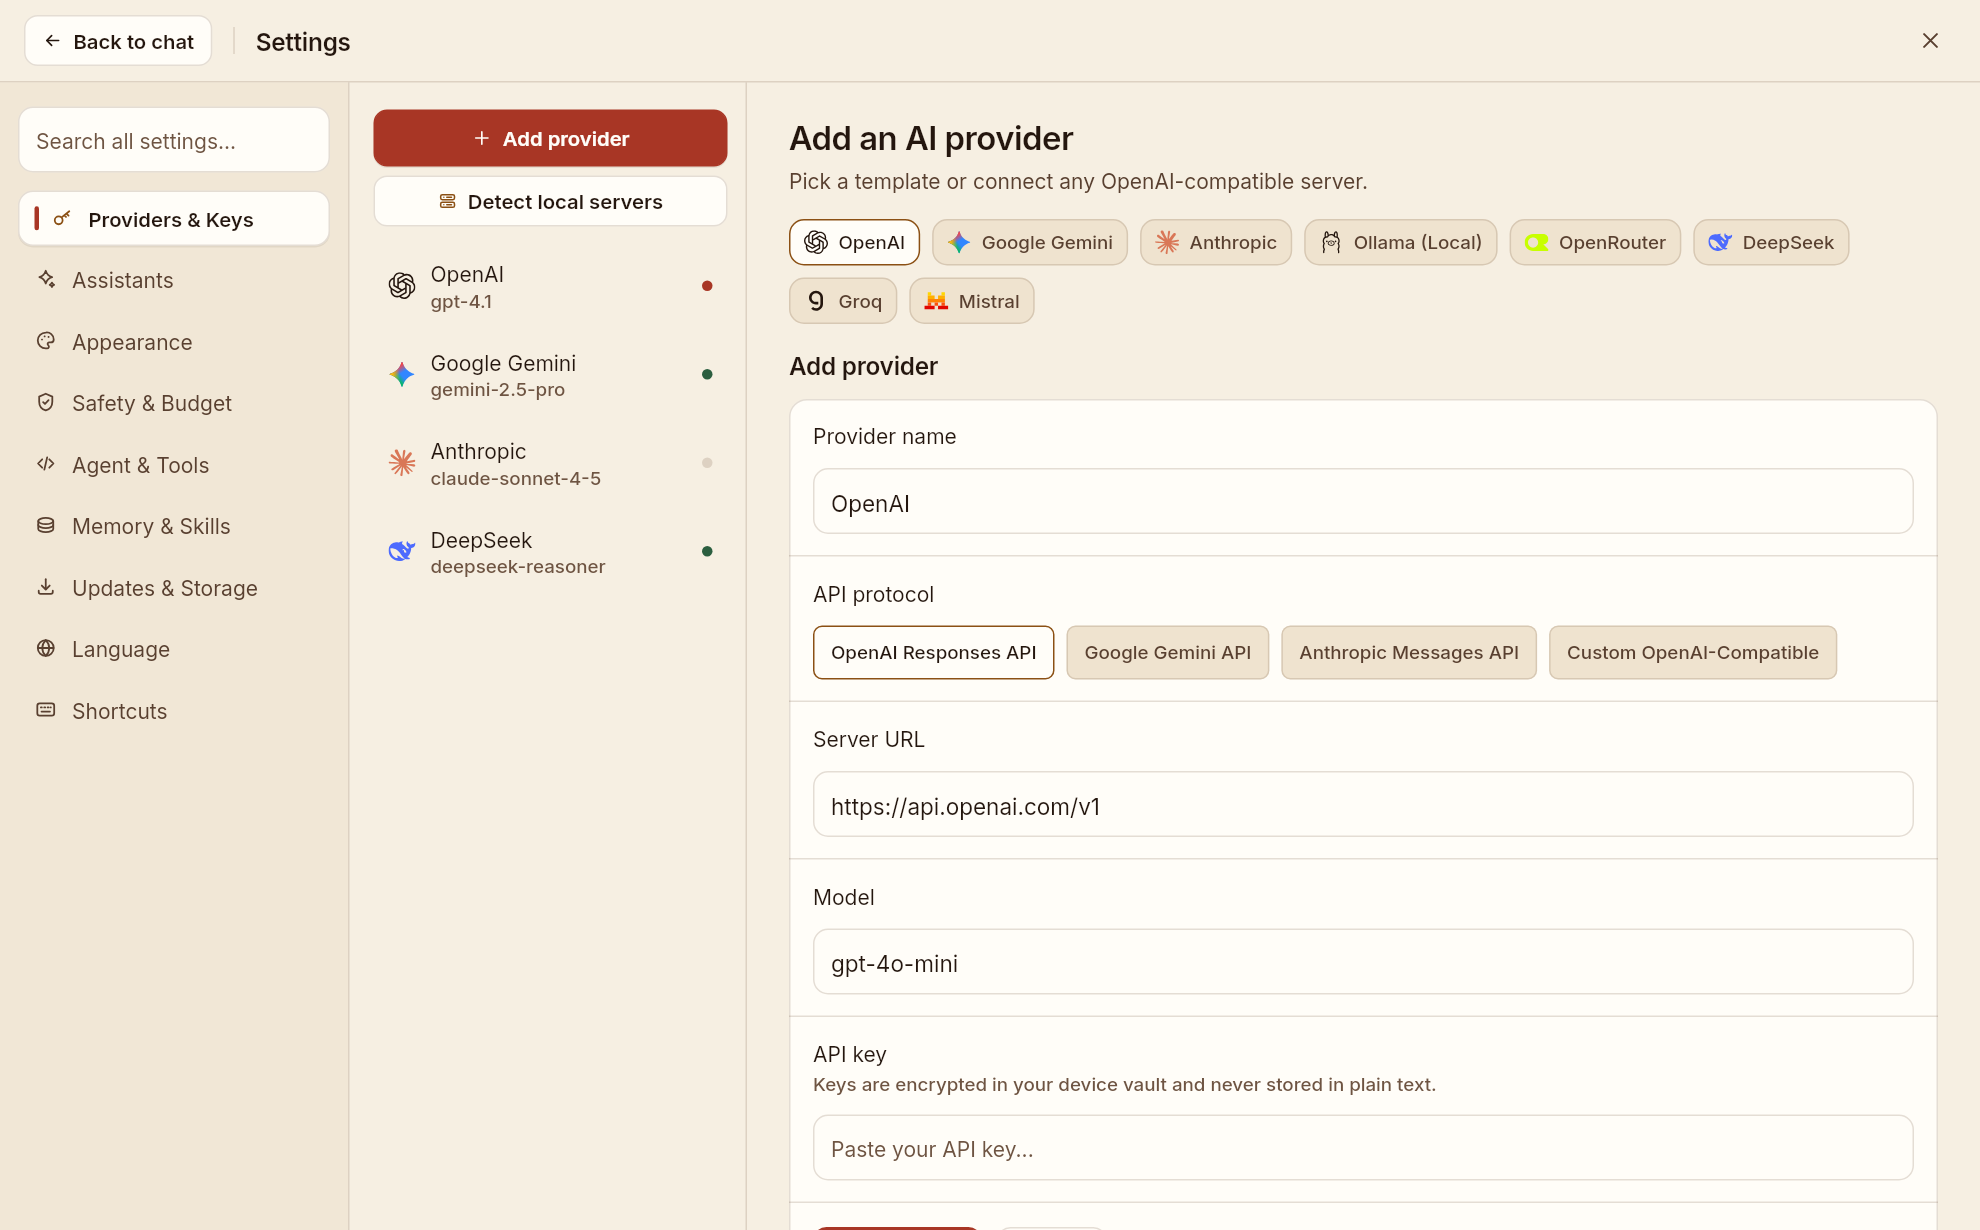 Back to chat
Settings
Search all settings...
Providers & Keys
Assistants
Appearance
Safety & Budget
Agent & Tools
Memory & Skills
Updates & Storage
Language
Shortcuts
Add provider
Detect local servers
OpenAI
gpt-4.1
Google Gemini
gemini-2.5-pro
Anthropic
claude-sonnet-4-5
DeepSeek
deepseek-reasoner
Add an AI provider
Pick a template or connect any OpenAI-compatible server.
OpenAI Google Gemini Anthropic Ollama (Local) OpenRouter DeepSeek
Groq Mistral
Add provider
Provider name
OpenAI
API protocol
OpenAI Responses API Google Gemini API Anthropic Messages API Custom OpenAI-Compatible
Server URL
https://api.openai.com/v1
Model
gpt-4o-mini
API key
Keys are encrypted in your device vault and never stored in plain text.
Paste your API key...